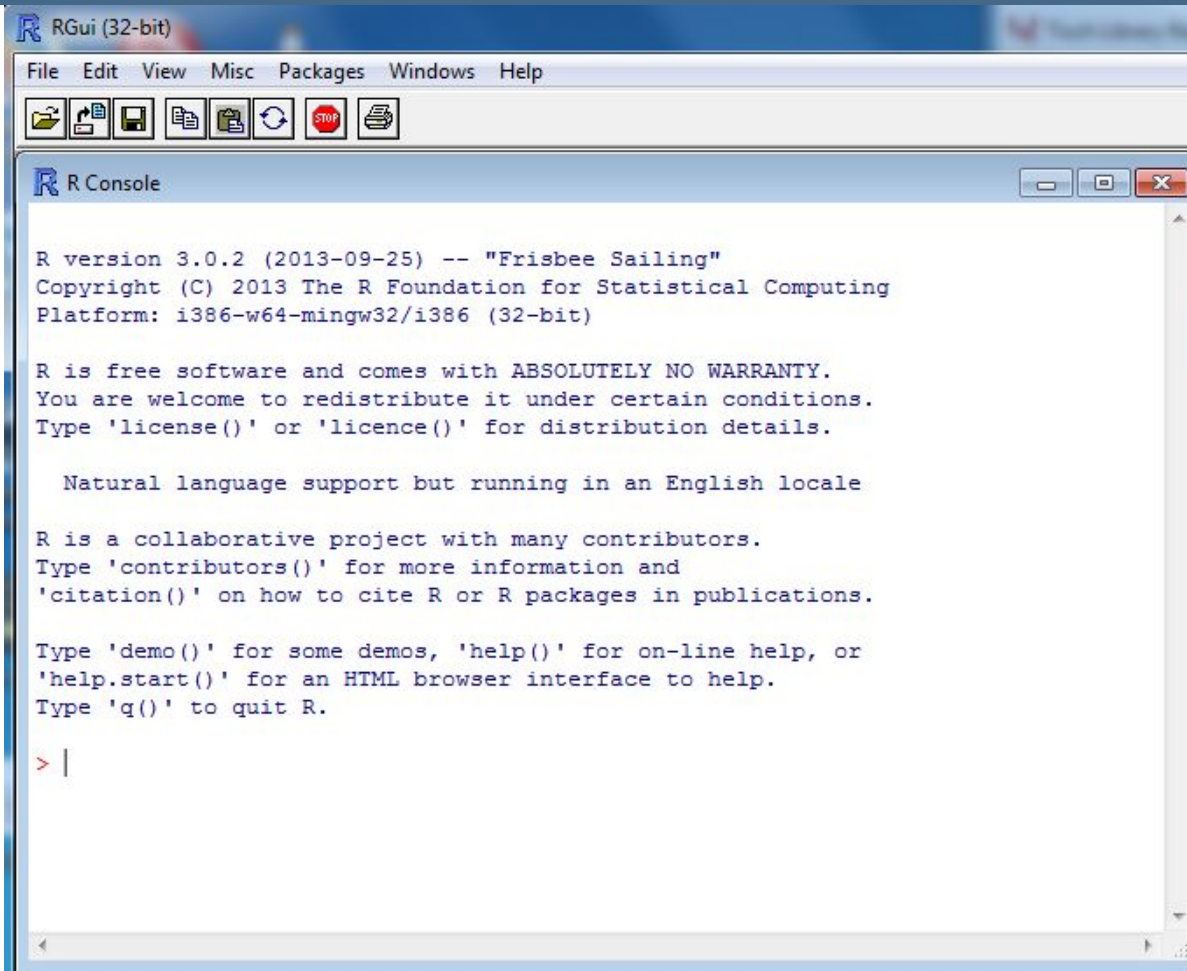 RGui (32-bit)
File Edit View Misc Packages Windows Help
STOP
R Console
R version 3.0.2 (2013-09-25) -- "Frisbee Sailing"
Copyright (C) 2013 The R Foundation for Statistical Computing
Platform: i386-w64-mingw32/i386 (32-bit)
R is free software and comes with ABSOLUTELY NO WARRANTY.
You are welcome to redistribute it under certain conditions.
Type 'license()' or 'licence()' for distribution details.
Natural language support but running in an English locale
R is a collaborative project with many contributors.
Type 'contributors()' for more information and
'citation()' on how to cite R or R packages in publications.
Type 'demo()' for some demos, 'help()' for on-line help, or
'help.start()' for an HTML browser interface to help.
Type 'q()' to quit R.
>